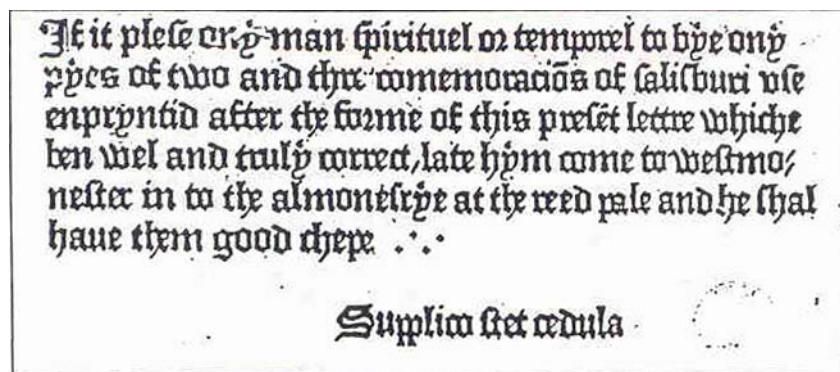 If it plese ony man spirituel or temporel to bye ony
pyes of two and thre comemoraciõs of salisburi vse
enpryntid after the forme of this presẽt lettre whiche
ben wel and truly correct, late hym come to westmo⸗
nester in to the almonesrye at the reed pale and he shal
haue them good chepe .·.
Supplico stet cedula